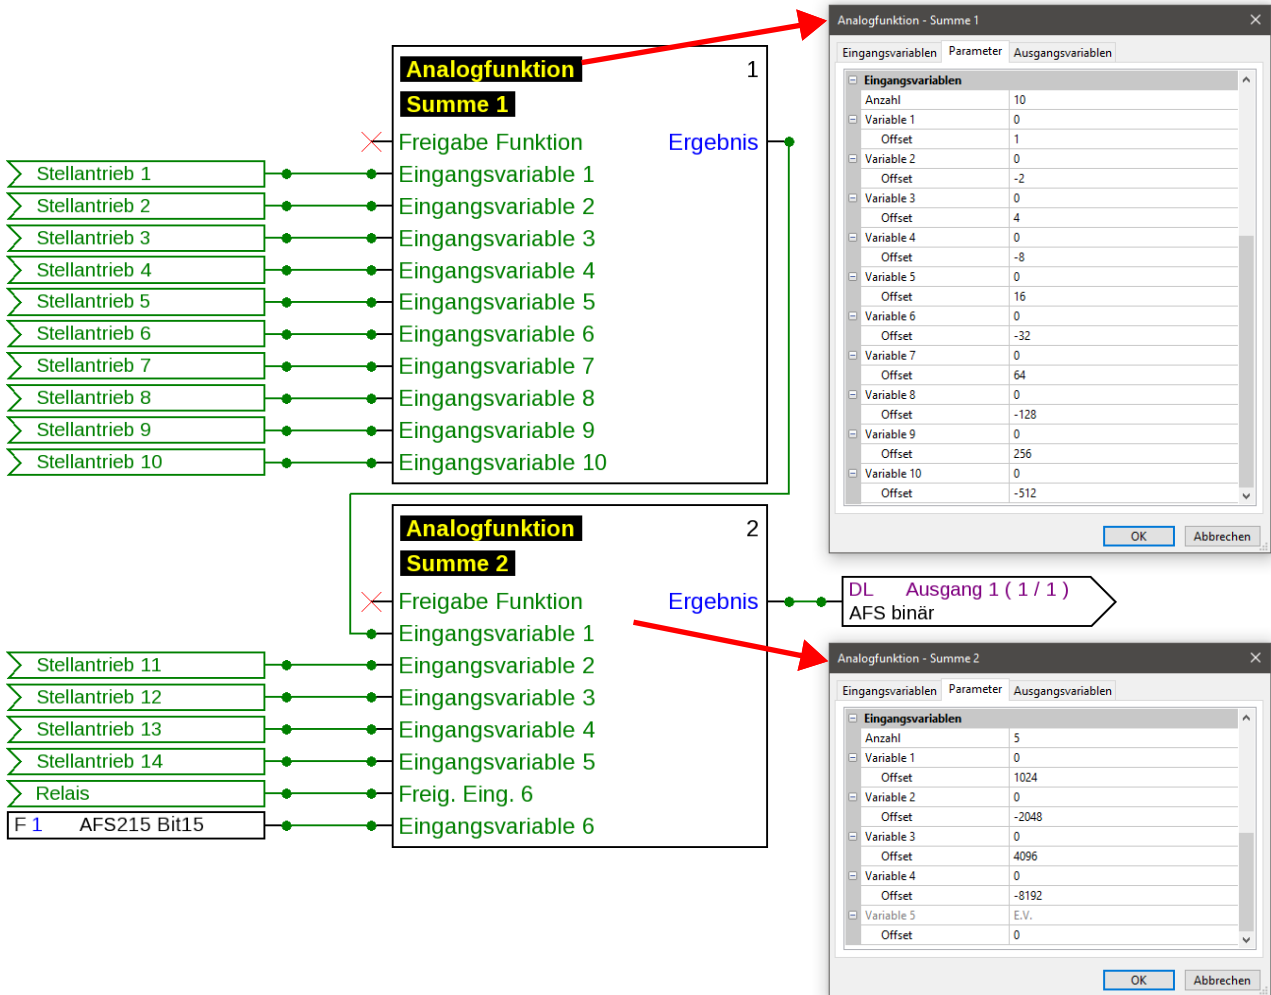 Analogfunktion 1
Summe 1
Freigabe Funktion Ergebnis
Stellantrieb 1 Eingangsvariable 1
Stellantrieb 2 Eingangsvariable 2
Stellantrieb 3 Eingangsvariable 3
Stellantrieb 4 Eingangsvariable 4
Stellantrieb 5 Eingangsvariable 5
Stellantrieb 6 Eingangsvariable 6
Stellantrieb 7 Eingangsvariable 7
Stellantrieb 8 Eingangsvariable 8
Stellantrieb 9 Eingangsvariable 9
Stellantrieb 10 Eingangsvariable 10
Analogfunktion - Summe 1
Eingangsvariablen Parameter Ausgangsvariablen
Eingangsvariablen
Anzahl 10
Variable 1 0
Offset 1
Variable 2 0
Offset -2
Variable 3 0
Offset 4
Variable 4 0
Offset -8
Variable 5 0
Offset 16
Variable 6 0
Offset -32
Variable 7 0
Offset 64
Variable 8 0
Offset -128
Variable 9 0
Offset 256
Variable 10 0
Offset -512
OK Abbrechen
Analogfunktion 2
Summe 2
Freigabe Funktion Ergebnis
Eingangsvariable 1
Stellantrieb 11 Eingangsvariable 2
Stellantrieb 12 Eingangsvariable 3
Stellantrieb 13 Eingangsvariable 4
Stellantrieb 14 Eingangsvariable 5
Relais Freig. Eing. 6
F 1 AFS215 Bit15 Eingangsvariable 6
DL Ausgang 1 ( 1 / 1 )
AFS binär
Analogfunktion - Summe 2
Eingangsvariablen Parameter Ausgangsvariablen
Eingangsvariablen
Anzahl 5
Variable 1 0
Offset 1024
Variable 2 0
Offset -2048
Variable 3 0
Offset 4096
Variable 4 0
Offset -8192
Variable 5 E.V.
Offset 0
OK Abbrechen